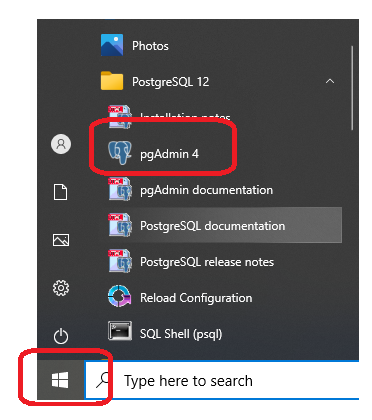 Photos
PostgreSQL 12
Installation notes
pgAdmin 4
pgAdmin documentation
PostgreSQL documentation
PostgreSQL release notes
Reload Configuration
SQL Shell (psql)
Type here to search